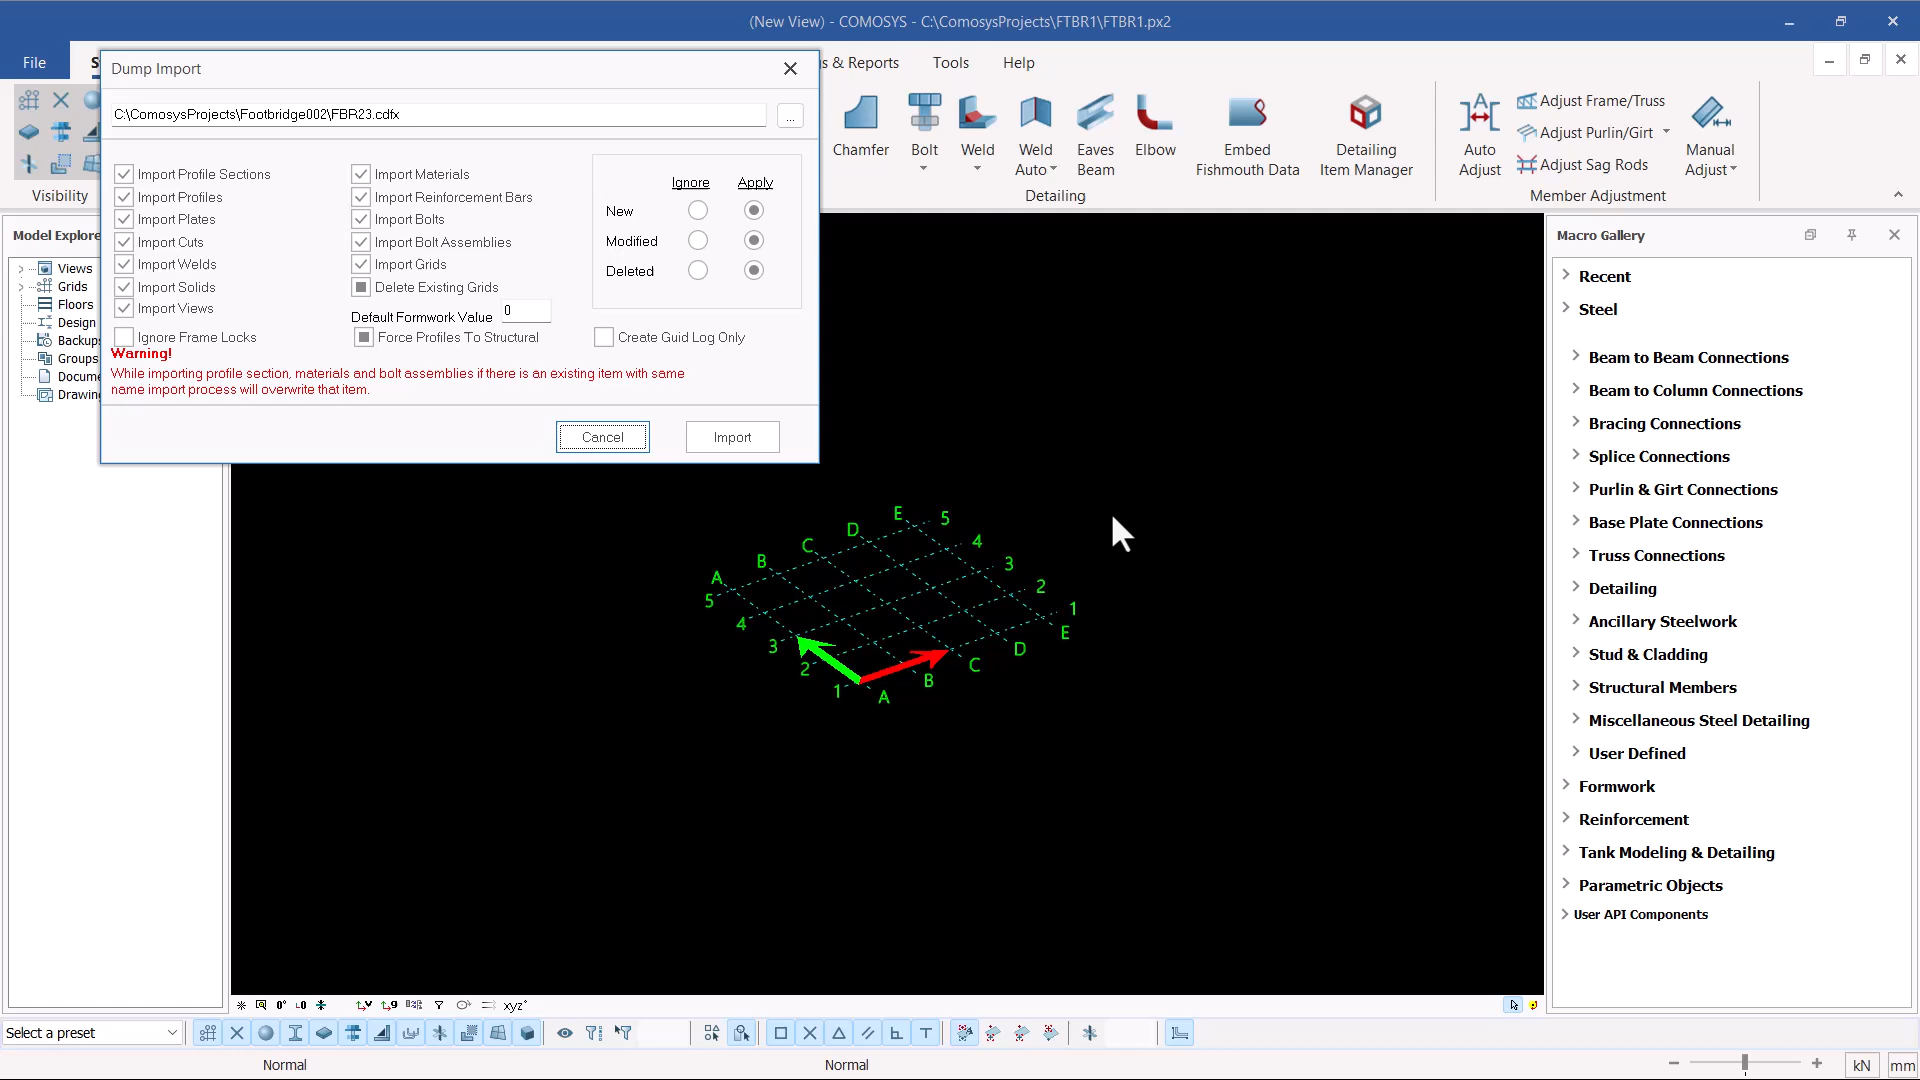 (New View) - COMOSYS - C:\ComosysProjects\FTBR1\FTBR1.px2
File
s & Reports
Tools
Help
Dump Import
C:\ComosysProjects\Footbridge002\FBR23.cdfx
...
Import Profile Sections
Import Profiles
Import Plates
Import Cuts
Import Welds
Import Solids
Import Views
Ignore Frame Locks
Import Materials
Import Reinforcement Bars
Import Bolts
Import Bolt Assemblies
Import Grids
Delete Existing Grids
Default Formwork Value 0
Force Profiles To Structural
Ignore Apply
New
Modified
Deleted
Create Guid Log Only
Warning!
While importing profile section, materials and bolt assemblies if there is an existing item with same
name import process will overwrite that item.
Cancel
Import
Visibility
Chamfer
Bolt
Weld
Weld
Auto
Eaves
Beam
Elbow
Embed
Fishmouth Data
Detailing
Item Manager
Detailing
Auto
Adjust
Adjust Frame/Truss
Adjust Purlin/Girt
Adjust Sag Rods
Manual
Adjust
Member Adjustment
Model Explore
Views
Grids
Floors
Design
Backup
Groups
Docume
Drawing
E 5
D 4
C 3
B 2
A 1
5 E
4 D
3 C
2 B
1 A
Macro Gallery
Recent
Steel
Beam to Beam Connections
Beam to Column Connections
Bracing Connections
Splice Connections
Purlin & Girt Connections
Base Plate Connections
Truss Connections
Detailing
Ancillary Steelwork
Stud & Cladding
Structural Members
Miscellaneous Steel Detailing
User Defined
Formwork
Reinforcement
Tank Modeling & Detailing
Parametric Objects
User API Components
xyz
Select a preset
Normal
Normal
kN
mm